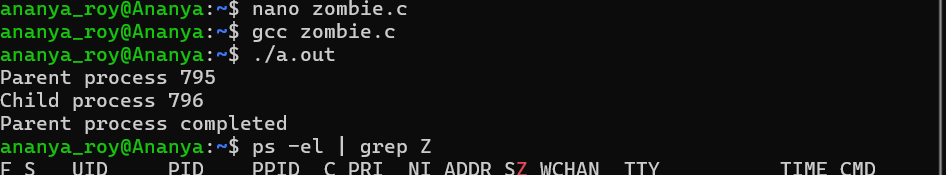 ananya_roy@Ananya:~$ nano zombie.c
ananya_roy@Ananya:~$ gcc zombie.c
ananya_roy@Ananya:~$ ./a.out
Parent process 795
Child process 796
Parent process completed
ananya_roy@Ananya:~$ ps -el | grep Z
F S   UID     PID    PPID  C PRI  NI ADDR SZ WCHAN  TTY          TIME CMD